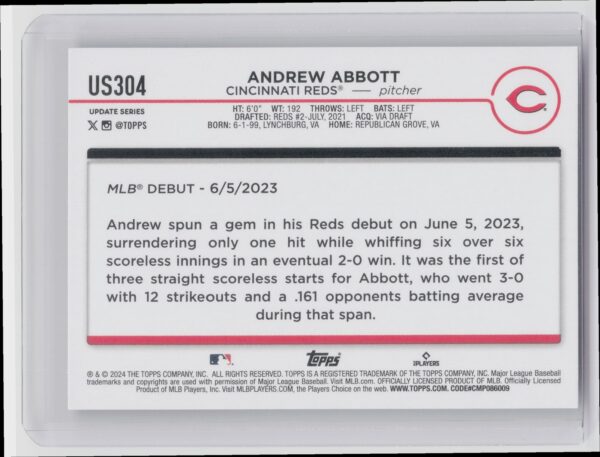 US304
ANDREW ABBOTT
CINCINNATI REDS® — pitcher
UPDATE SERIES
X @TOPPS
HT: 6'0" WT: 192 THROWS: LEFT BATS: LEFT
DRAFTED: REDS #2-JULY, 2021 ACQ: VIA DRAFT
BORN: 6-1-99, LYNCHBURG, VA HOME: REPUBLICAN GROVE, VA
C
MLB® DEBUT - 6/5/2023
Andrew spun a gem in his Reds debut on June 5, 2023,
surrendering only one hit while whiffing six over six
scoreless innings in an eventual 2-0 win. It was the first of
three straight scoreless starts for Abbott, who went 3-0
with 12 strikeouts and a .161 opponents batting average
during that span.
topps
PLAYERS
® & © 2024 THE TOPPS COMPANY, INC. ALL RIGHTS RESERVED. TOPPS IS A REGISTERED TRADEMARK OF THE TOPPS COMPANY, INC. Major League Baseball
trademarks and copyrights are used with permission of Major League Baseball. Visit MLB.com. OFFICIALLY LICENSED PRODUCT OF MLB. Officially Licensed
Product of MLB Players, Inc. Visit MLBPLAYERS.COM, the Players Choice on the web. WWW.TOPPS.COM. CODE#CMP086009